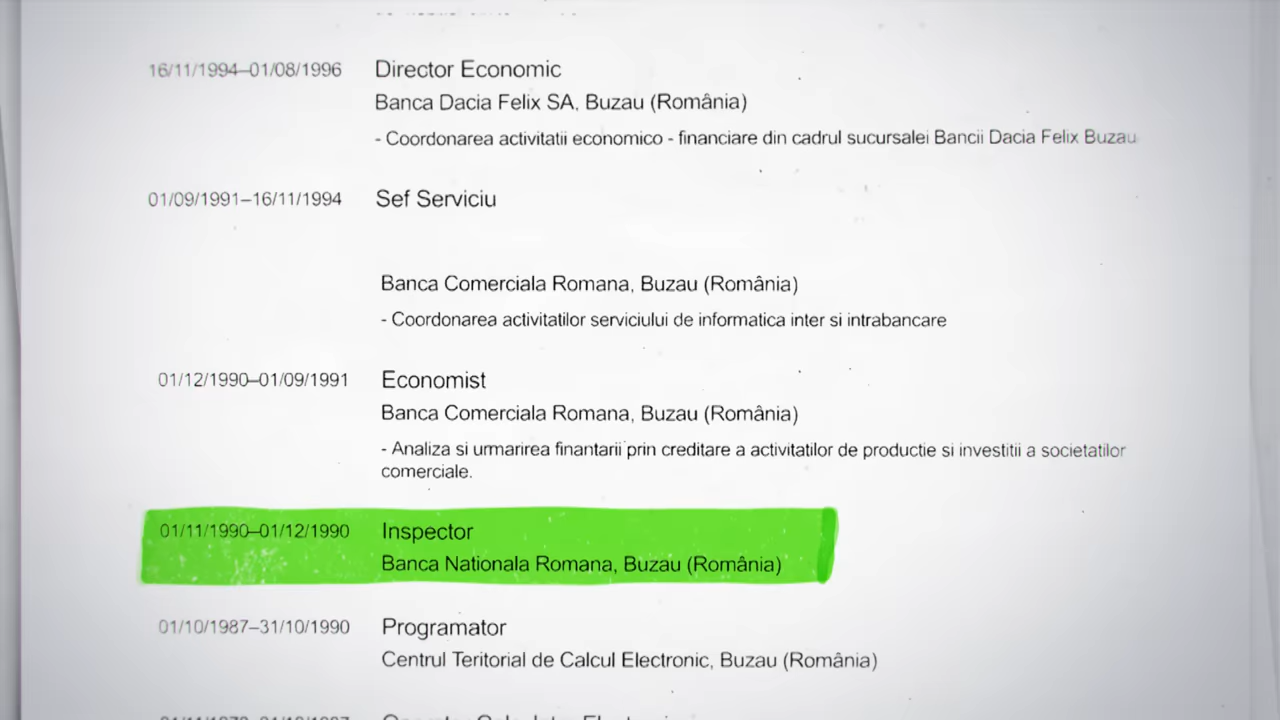 16/11/1994–01/08/1996 Director Economic
Banca Dacia Felix SA, Buzau (România)
- Coordonarea activitatii economico - financiare din cadrul sucursalei Bancii Dacia Felix Buzau
01/09/1991–16/11/1994 Sef Serviciu
Banca Comerciala Romana, Buzau (România)
- Coordonarea activitatilor serviciului de informatica inter si intrabancare
01/12/1990–01/09/1991 Economist
Banca Comerciala Romana, Buzau (România)
- Analiza si urmarirea finantarii prin creditare a activitatilor de productie si investitii a societatilor
comerciale.
01/11/1990–01/12/1990 Inspector
Banca Nationala Romana, Buzau (România)
01/10/1987–31/10/1990 Programator
Centrul Teritorial de Calcul Electronic, Buzau (România)